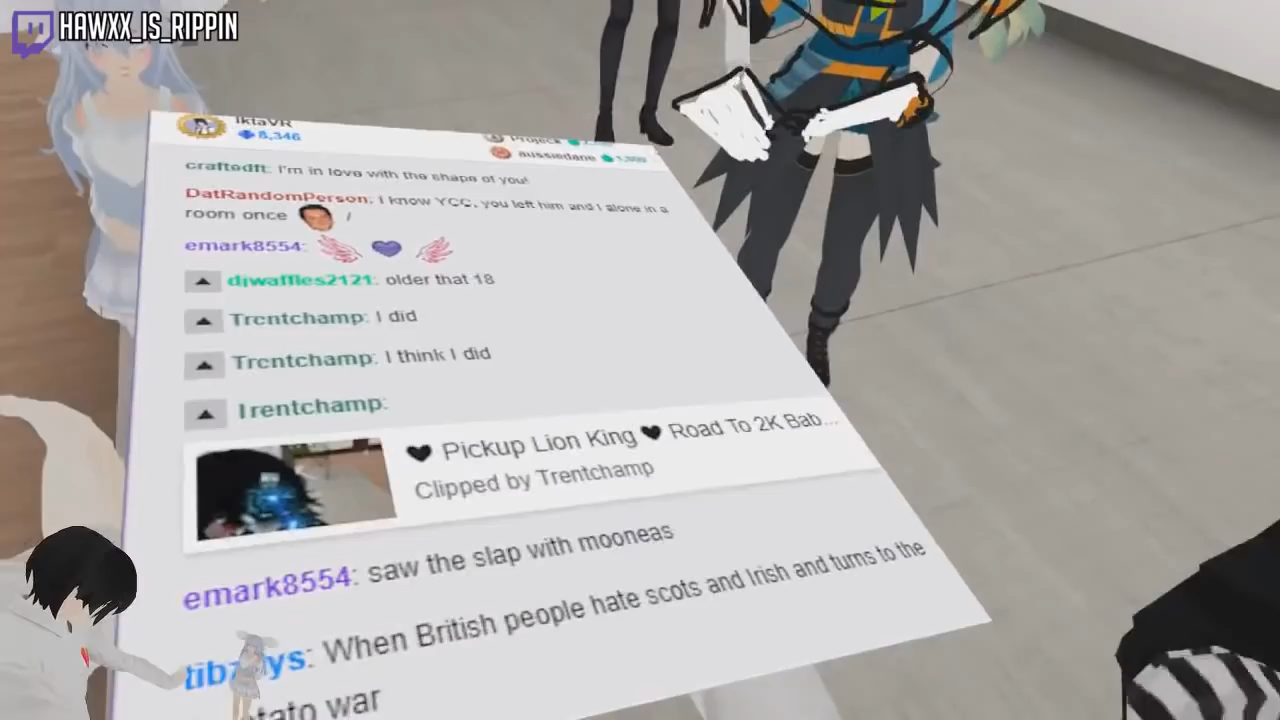 HAWXX_IS_RIPPIN
iktaVR
8,346
Projeck
aussiedane
craftedft: I'm in love with the shape of you!
DatRandomPerson: I know YCC, you left him and I alone in a
room once /
emark8554:
djwaffles2121: older that 18
Trentchamp: I did
Trentchamp: I think I did
Trentchamp:
Pickup Lion King Road To 2K Bab...
Clipped by Trentchamp
emark8554: saw the slap with mooneas
When British people hate scots and Irish and turns to the
war